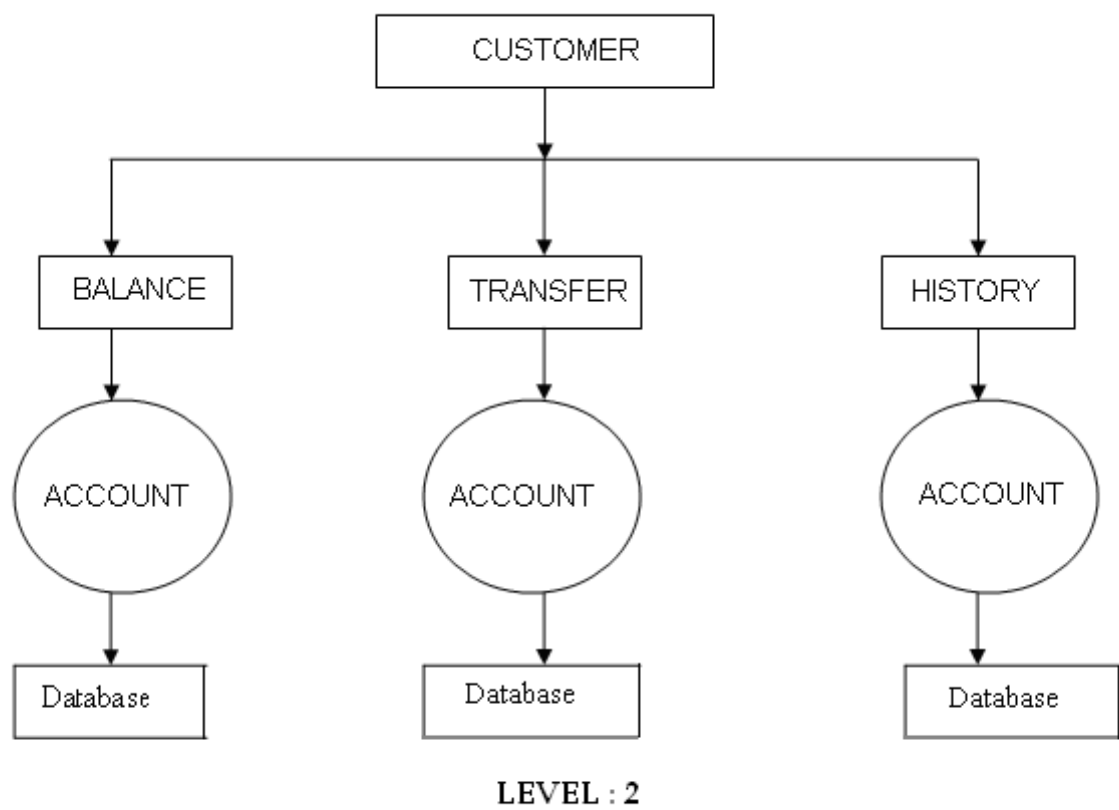 CUSTOMER
BALANCE
TRANSFER
HISTORY
ACCOUNT
ACCOUNT
ACCOUNT
Database
Database
Database
LEVEL : 2